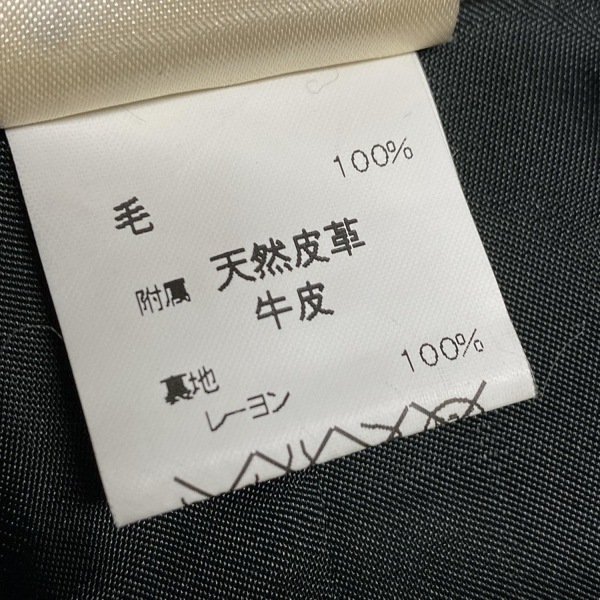 毛 100%
附属 天然皮革
牛皮
裏地
レーヨン 100%